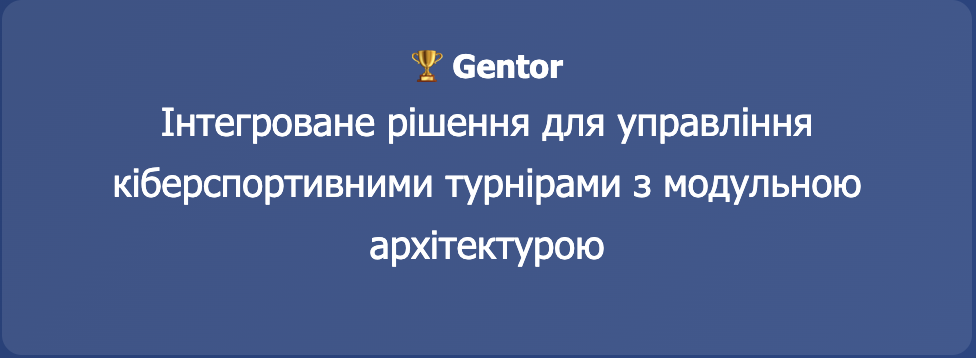 🏆 Gentor
Інтегроване рішення для управління
кіберспортивними турнірами з модульною
архітектурою